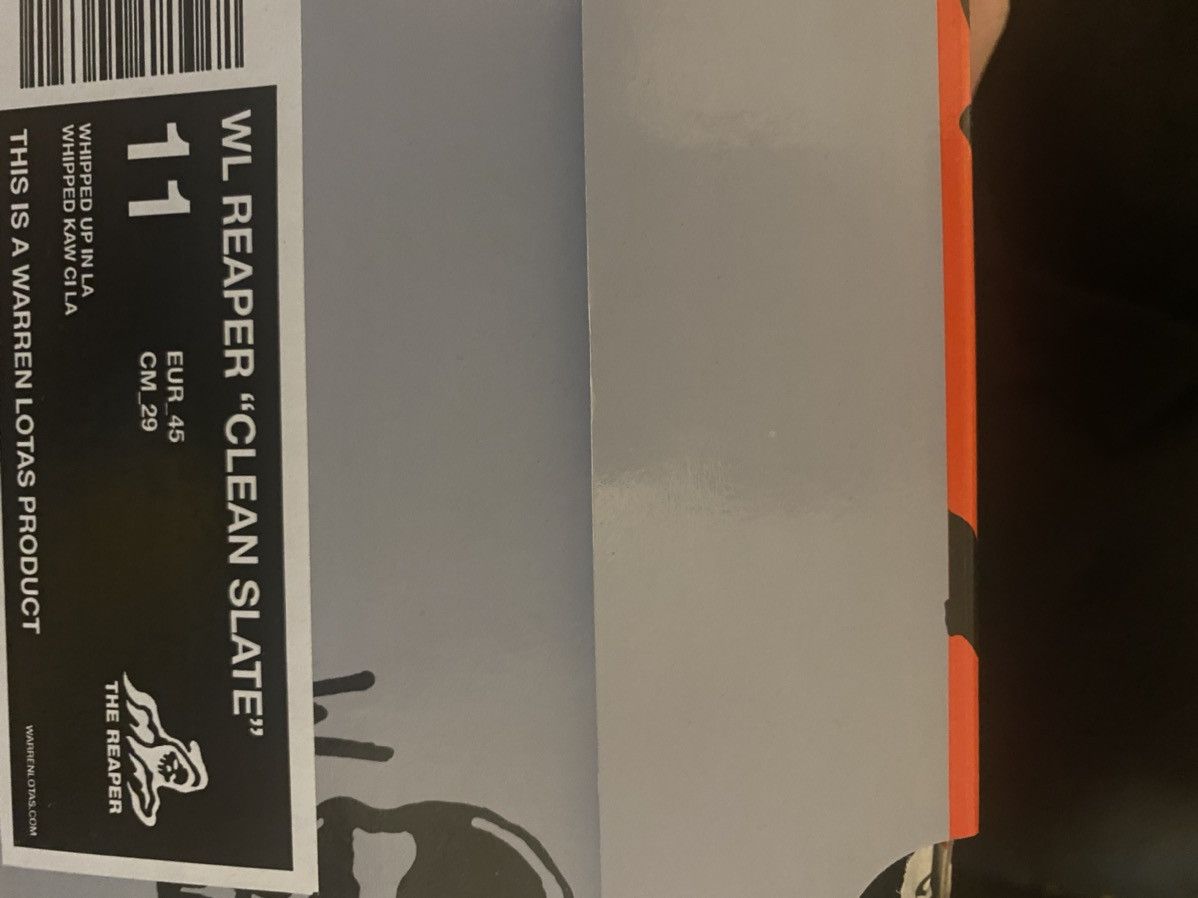 WL REAPER “CLEAN SLATE”
11
EUR_45
CM_29
WHIPPED UP IN LA
WHIPPED KAW CI LA
THE REAPER
THIS IS A WARREN LOTAS PRODUCT
WARRENLOTAS.COM